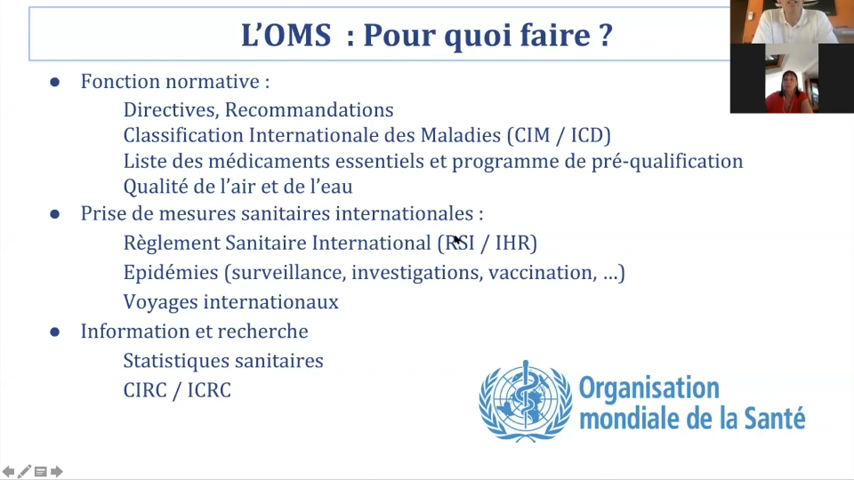 L'OMS : Pour quoi faire ?
● Fonction normative :
Directives, Recommandations
Classification Internationale des Maladies (CIM / ICD)
Liste des médicaments essentiels et programme de pré-qualification
Qualité de l'air et de l'eau
● Prise de mesures sanitaires internationales :
Règlement Sanitaire International (RSI / IHR)
Epidémies (surveillance, investigations, vaccination, …)
Voyages internationaux
● Information et recherche
Statistiques sanitaires
CIRC / ICRC
Organisation
mondiale de la Santé